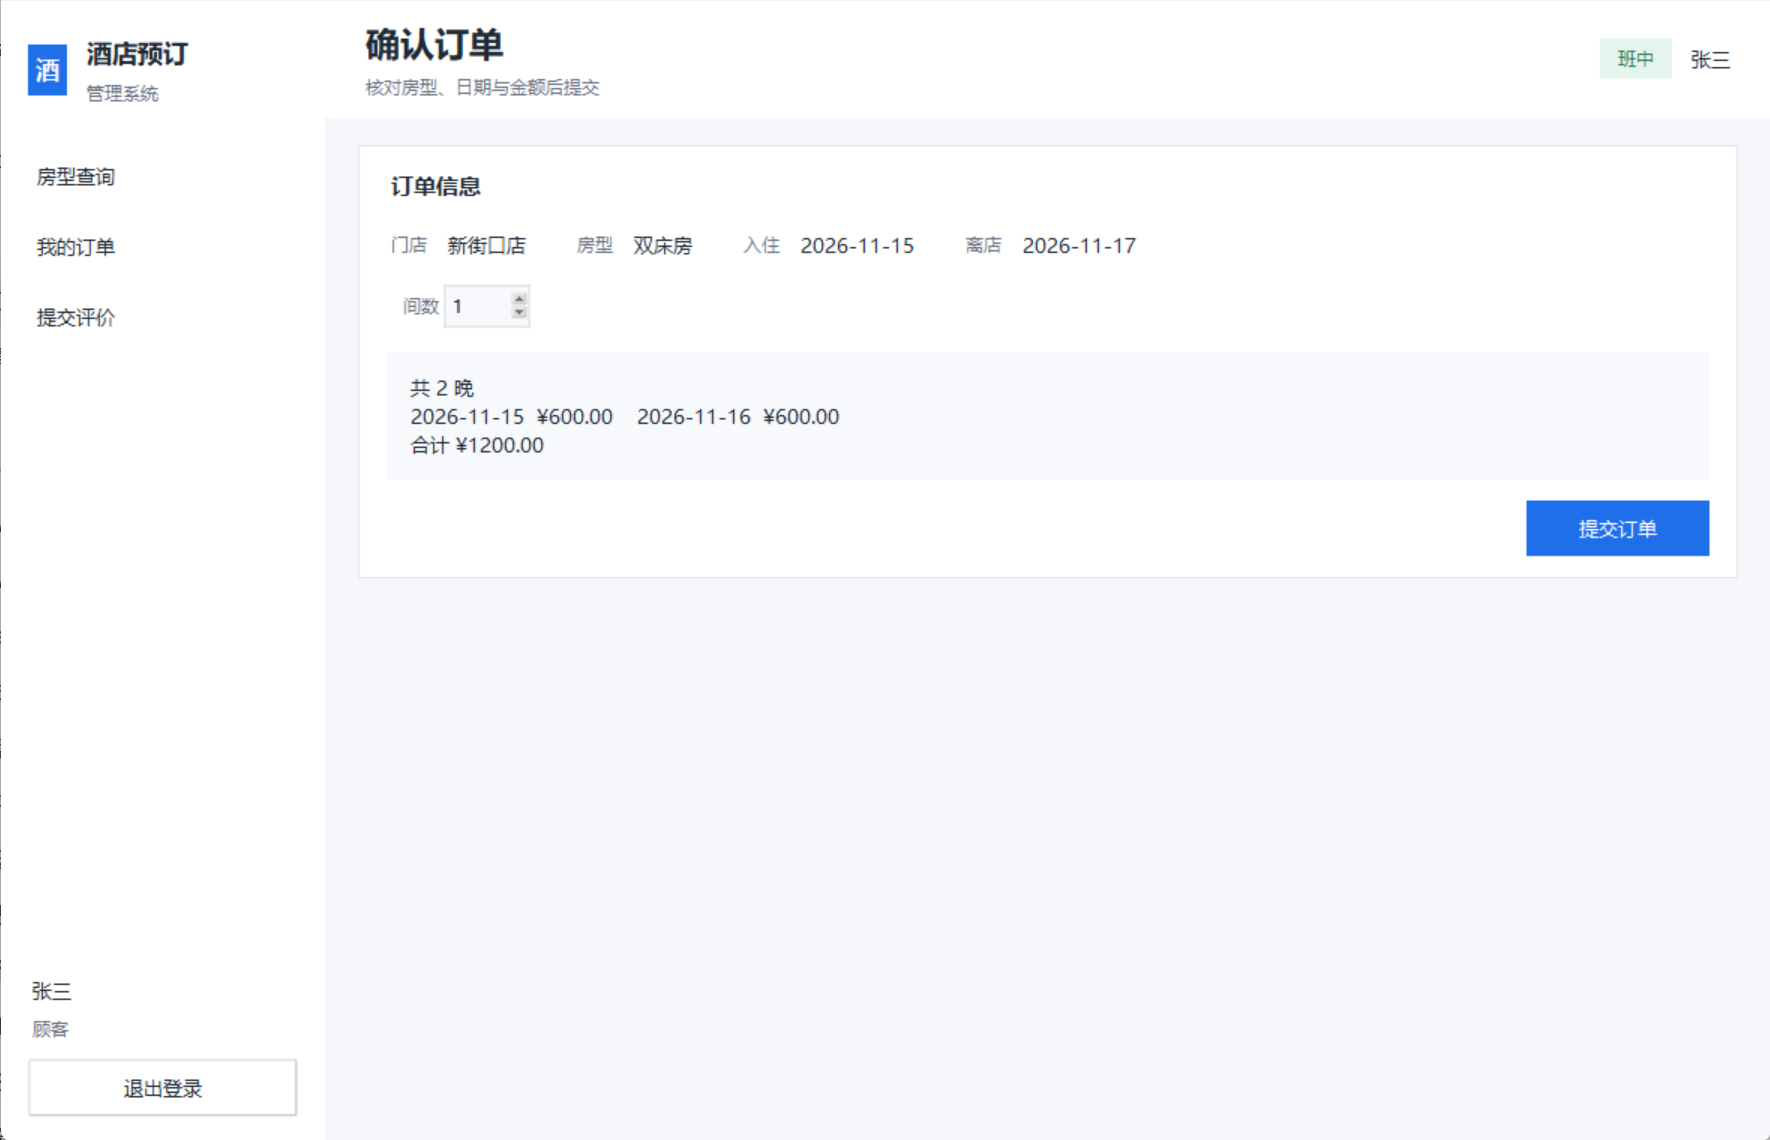 酒
酒店预订
管理系统
房型查询
我的订单
提交评价
张三
顾客
退出登录
确认订单
核对房型、日期与金额后提交
班中 张三
订单信息
门店 新街口店 房型 双床房 入住 2026-11-15 离店 2026-11-17
间数 1
共 2 晚
2026-11-15 ¥600.00 2026-11-16 ¥600.00
合计 ¥1200.00
提交订单